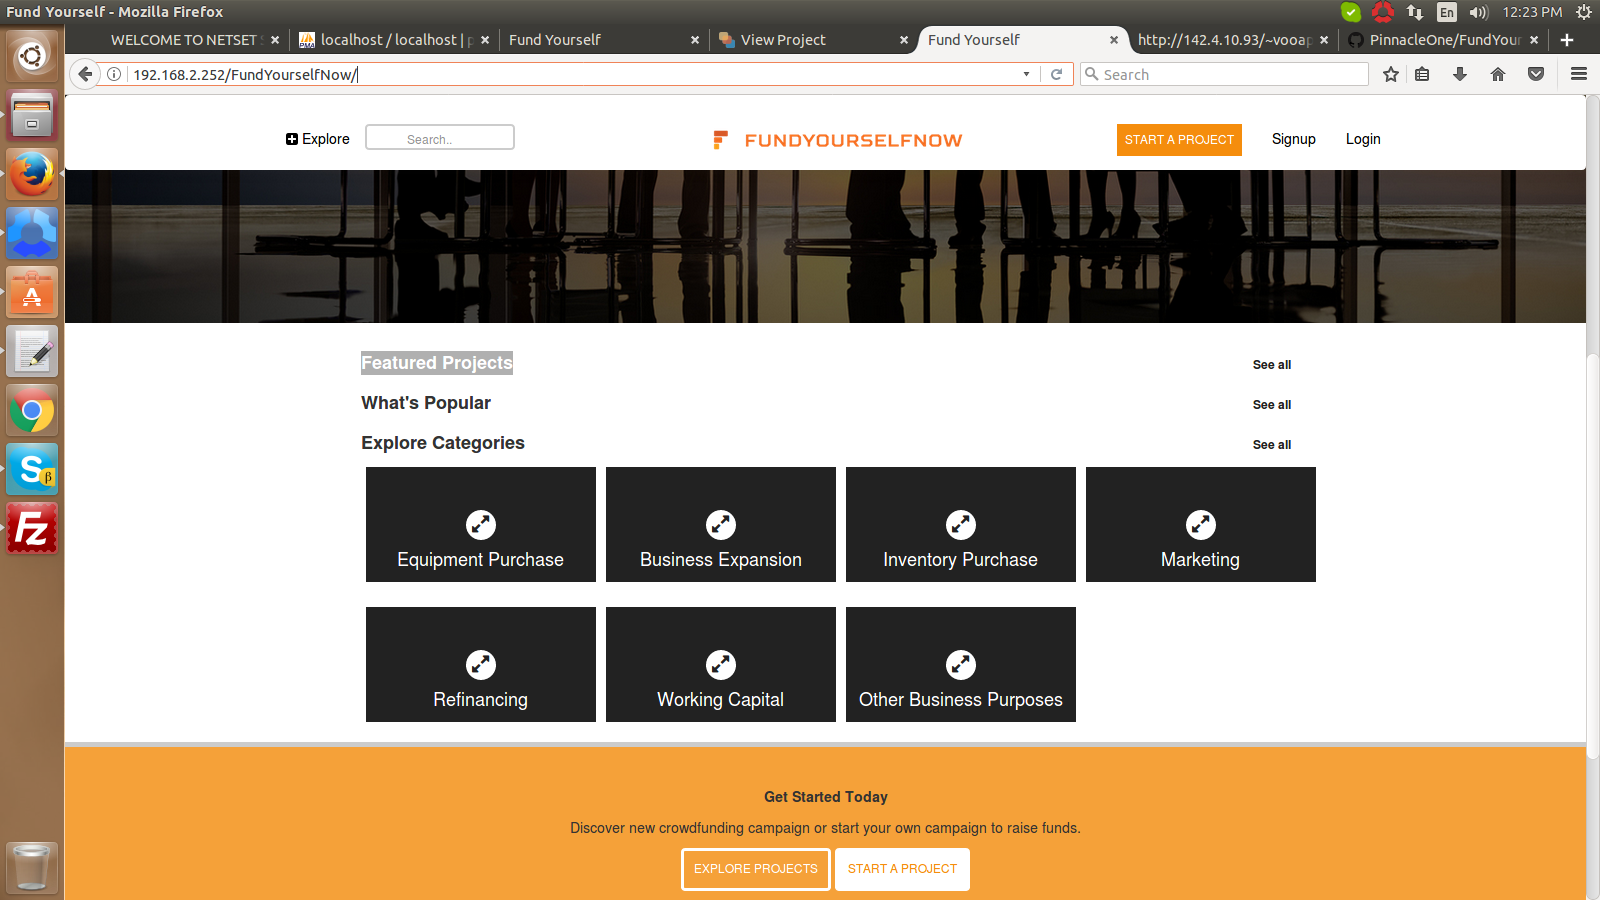 Fund Yourself - Mozilla Firefox
En
12:23 PM
WELCOME TO NETSET
localhost / localhost |
Fund Yourself
View Project
Fund Yourself
http://142.4.10.93/~vooap
PinnacleOne/FundYour
192.168.2.252/FundYourselfNow/
Search
Explore
Search..
FUNDYOURSELFNOW
START A PROJECT
Signup
Login
Featured Projects
See all
What's Popular
See all
Explore Categories
See all
Equipment Purchase
Business Expansion
Inventory Purchase
Marketing
Refinancing
Working Capital
Other Business Purposes
Get Started Today
Discover new crowdfunding campaign or start your own campaign to raise funds.
EXPLORE PROJECTS
START A PROJECT